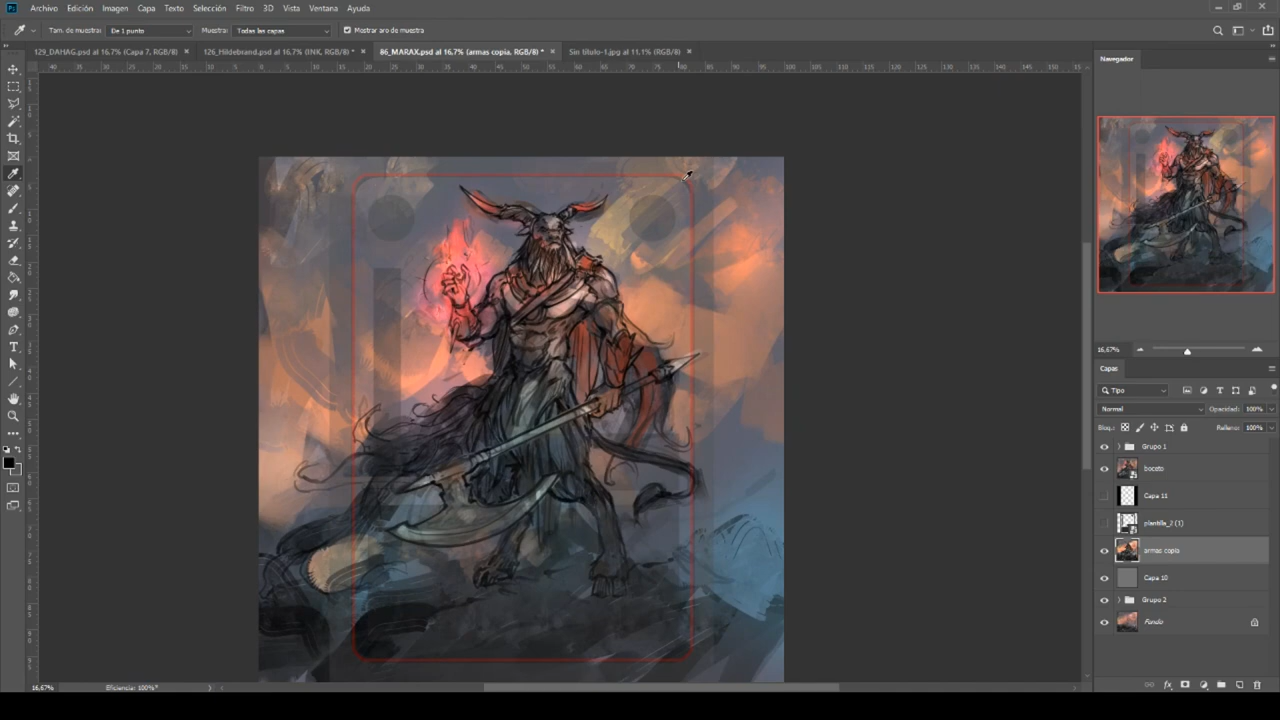 Archivo Edición Imagen Capa Texto Selección Filtro 3D Vista Ventana Ayuda
Tam. de muestra: De 1 punto Muestra: Todas las capas Mostrar aro de muestra
129_DAHAG.psd al 16,7% (Capa 7, RGB/8) 126_Hildebrand.psd al 16,7% (INK, RGB/8) * 86_MARAX.psd al 16,7% (armas copia, RGB/8) * Sin título-1.jpg al 11,1% (RGB/8)
Navegador
16,67%
Capas
Tipo
Normal Opacidad: 100%
Bloq.: Relleno: 100%
Grupo 1
boceto
Capa 11
plantilla_2 (1)
armas copia
Capa 10
Grupo 2
Fondo
16,67% Eficiencia: 100%*